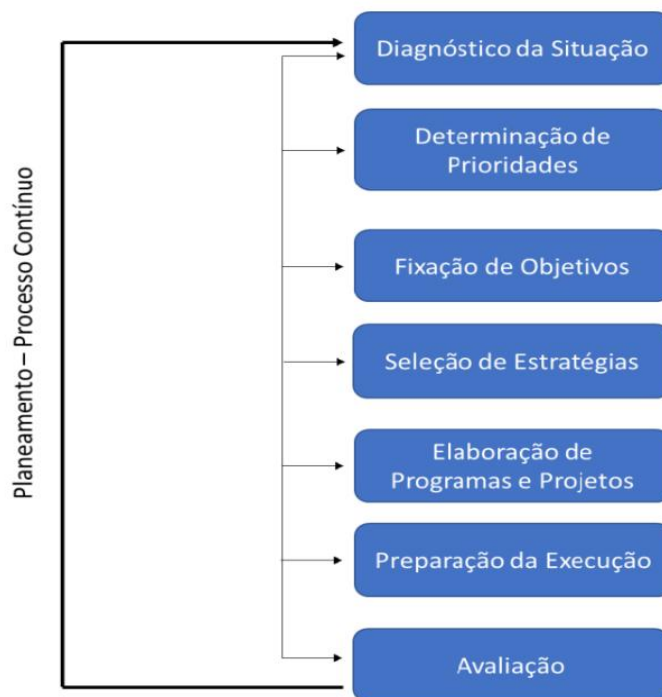 Planeamento – Processo Contínuo
Diagnóstico da Situação
Determinação de
Prioridades
Fixação de Objetivos
Seleção de Estratégias
Elaboração de
Programas e Projetos
Preparação da Execução
Avaliação